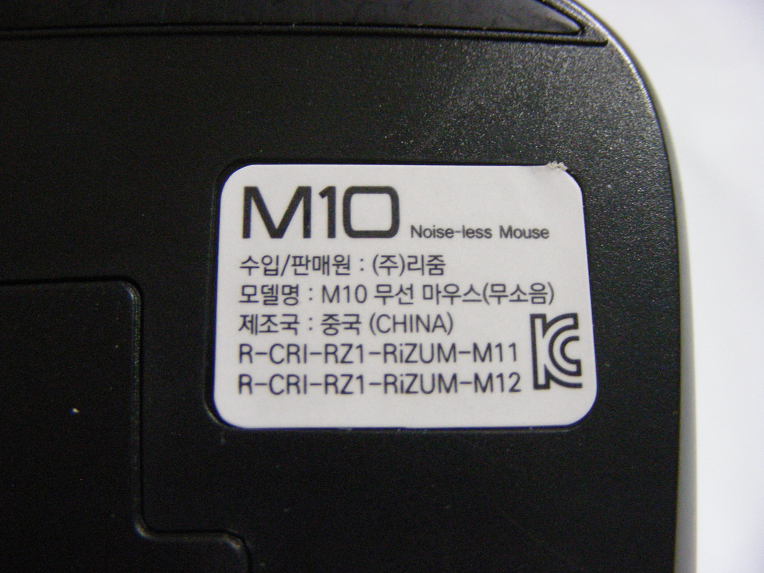 M10 Noise-less Mouse
수입/판매원 : (주)리줌
모델명 : M10 무선 마우스(무소음)
제조국 : 중국 (CHINA)
R-CRI-RZ1-RiZUM-M11
R-CRI-RZ1-RiZUM-M12
KC